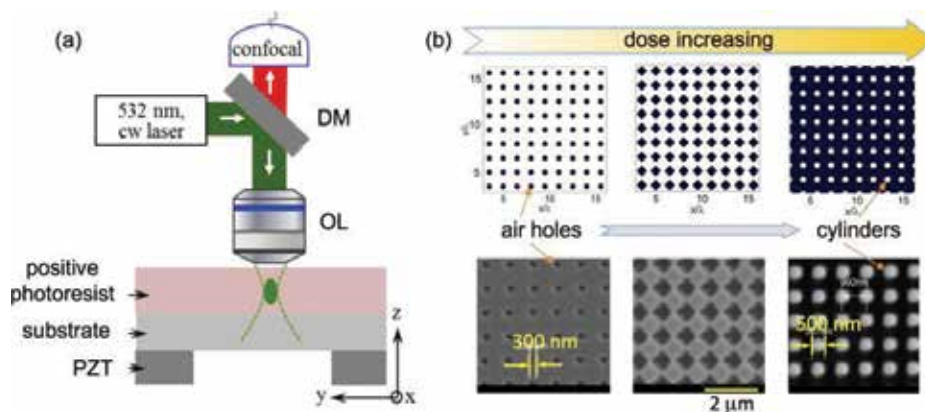 (a)
confocal
532 nm,
cw laser
DM
OL
positive
photoresist
substrate
PZT
z
y
x
(b)
dose increasing
15
10
5
5 10 15
x/λ
5 10 15
x/λ
5 10 15
x/λ
air holes
cylinders
300 nm
500 nm
2 μm